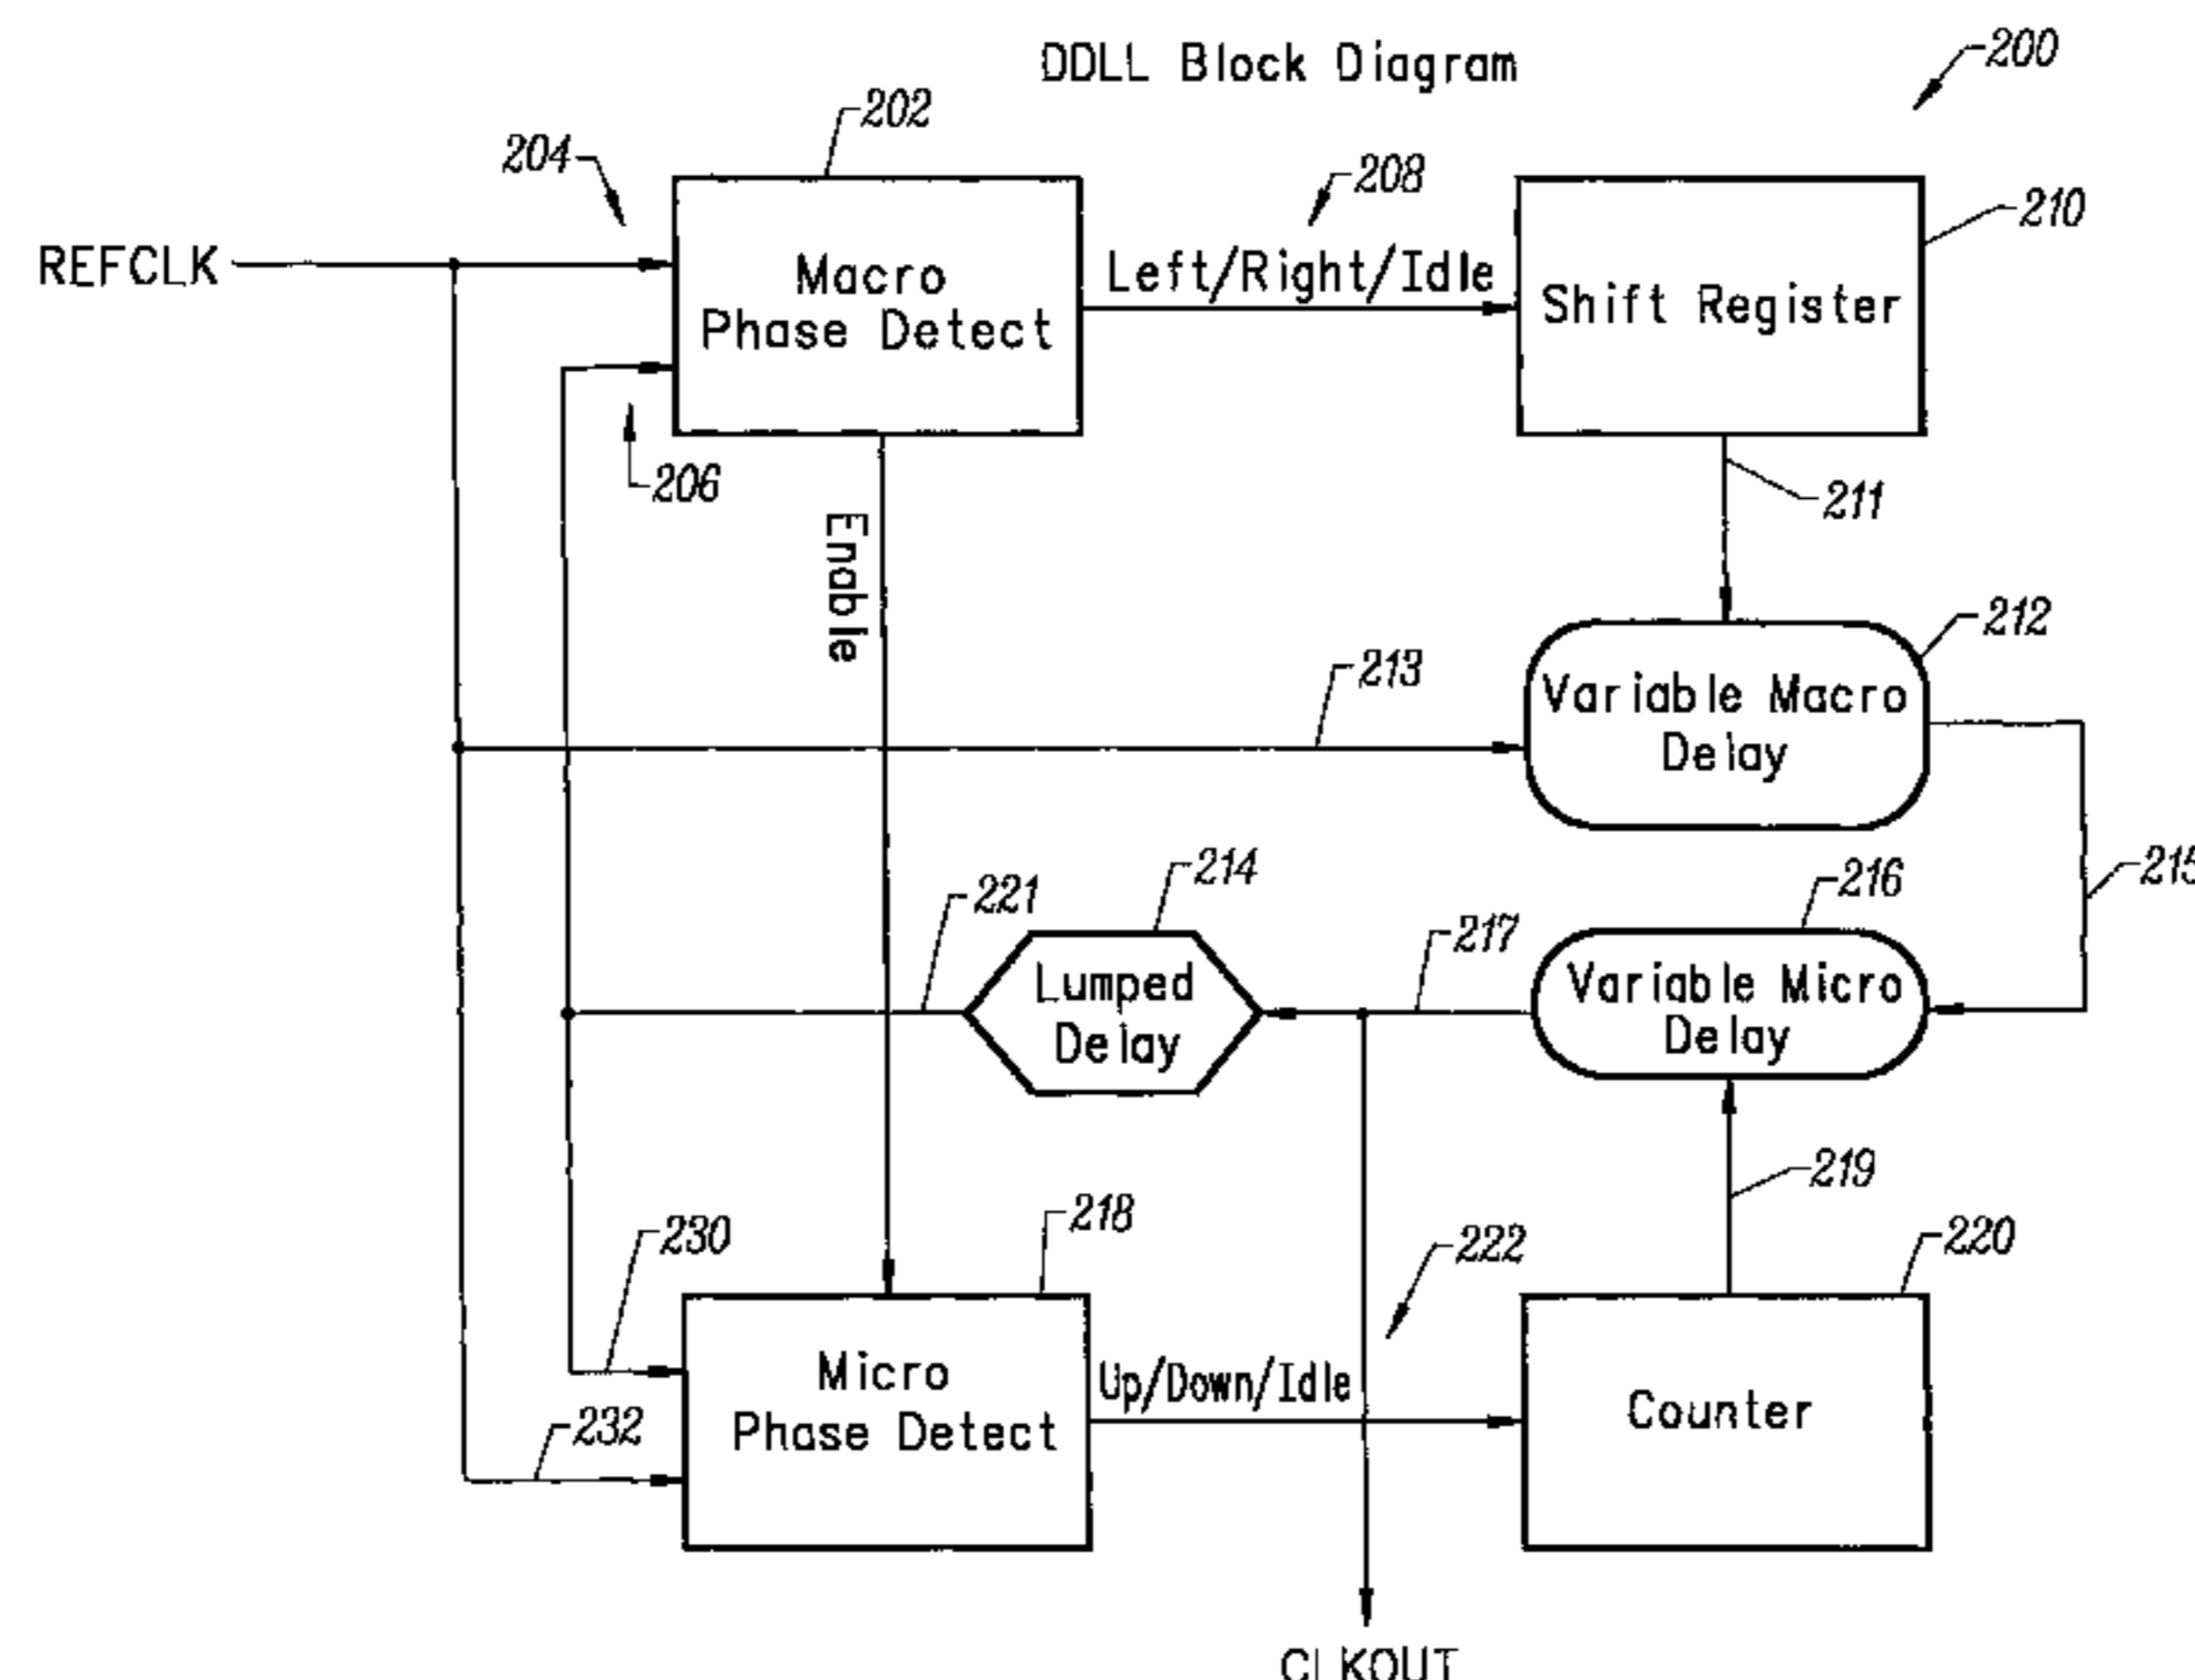 DDLL Block Diagram
200
202
204
208
210
REFCLK
Macro
Phase Detect
Left/Right/Idle
Shift Register
206
211
Enable
212
213
Variable Macro
Delay
214
215
216
221
217
Lumped
Delay
Variable Micro
Delay
219
218
230
222
220
Micro
Phase Detect
Up/Down/Idle
Counter
232
CLKOUT